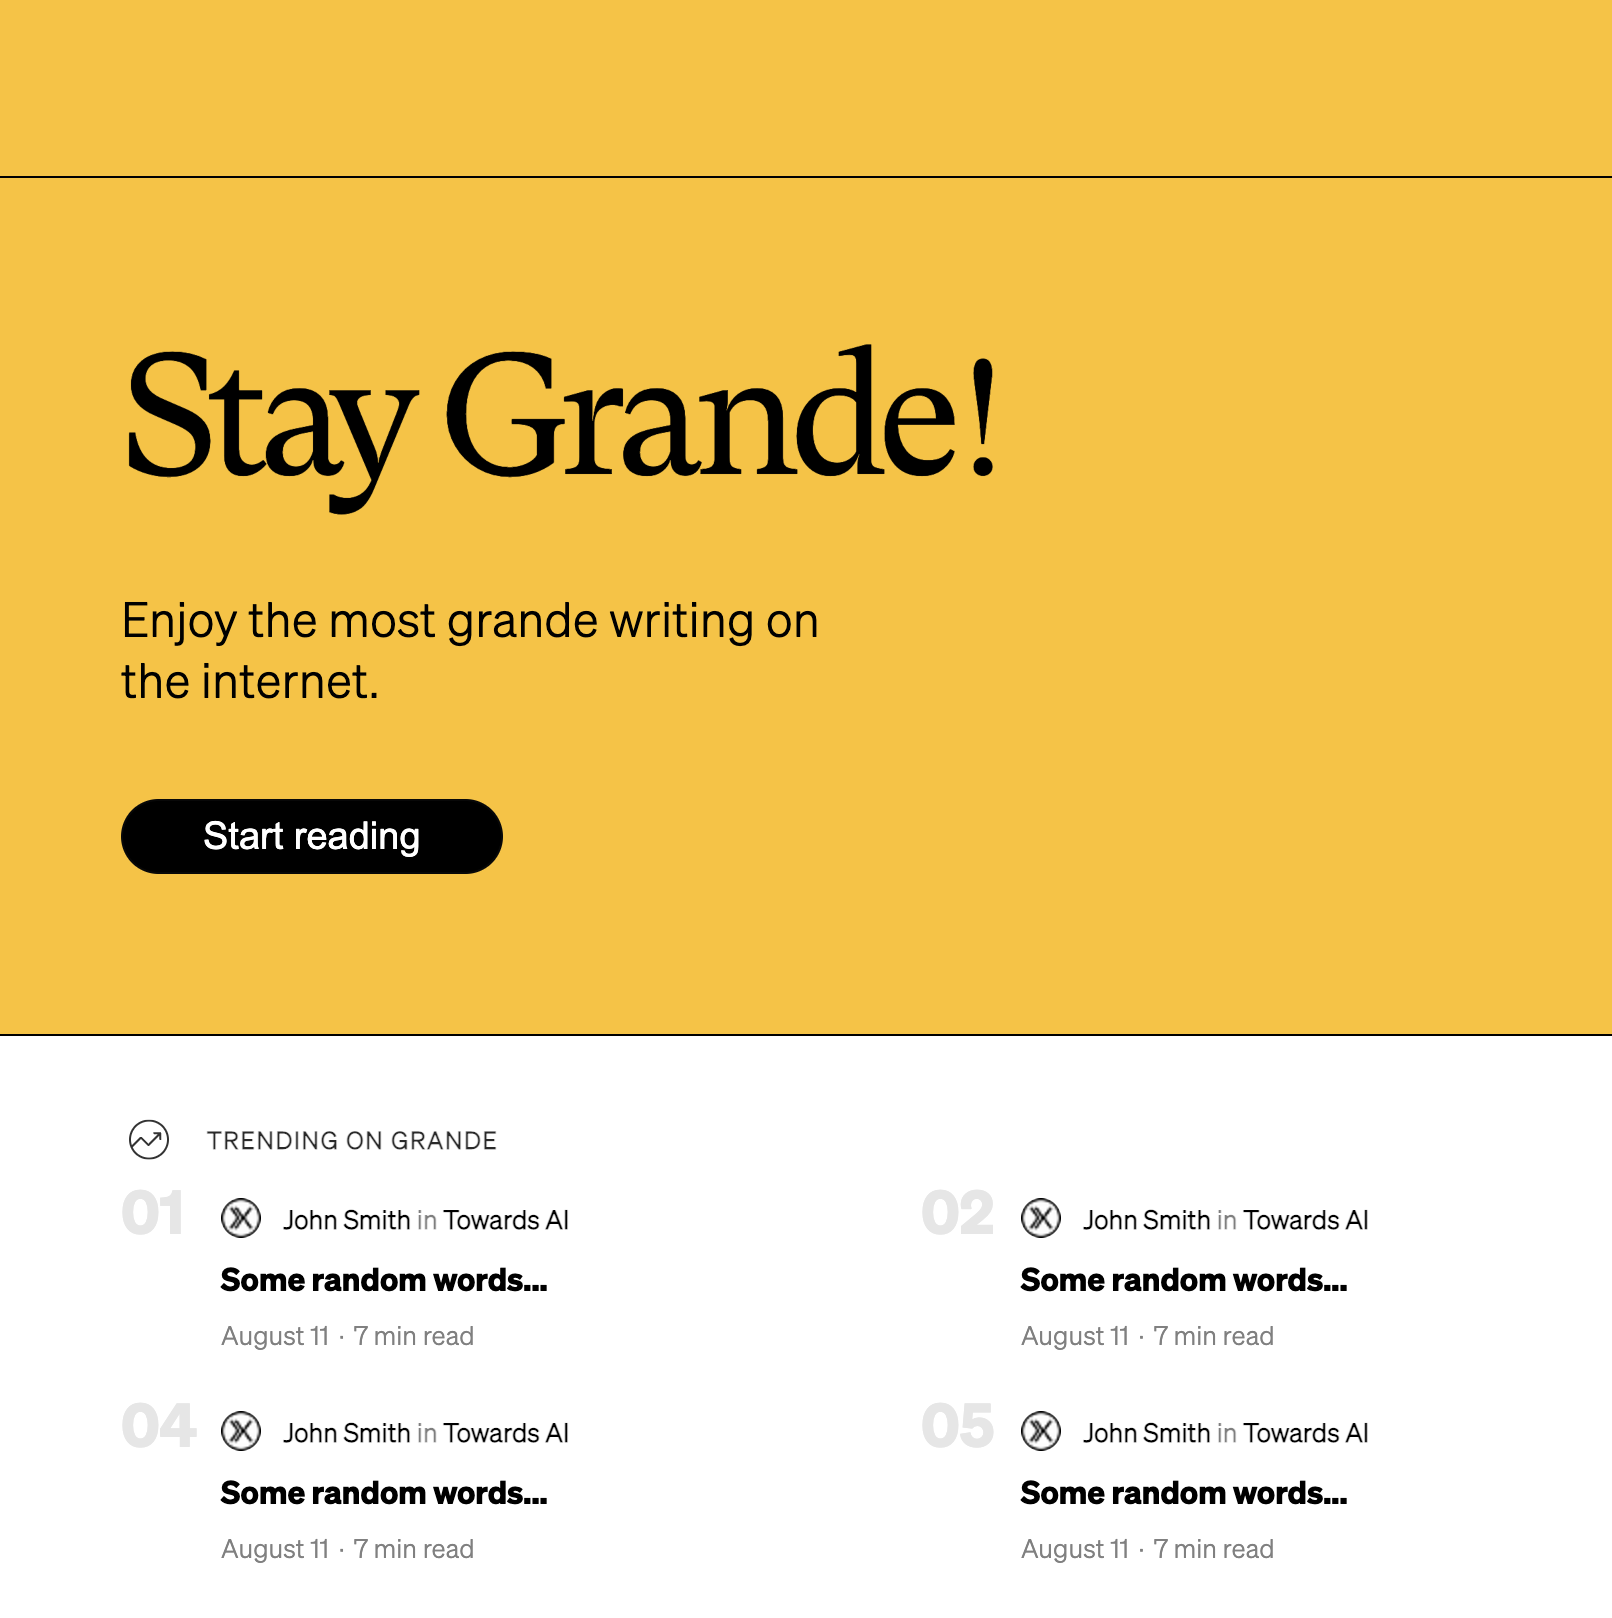 Stay Grande!
Enjoy the most grande writing on
the internet.
Start reading
TRENDING ON GRANDE
01
John Smith in Towards AI
Some random words...
August 11 · 7 min read
02
John Smith in Towards AI
Some random words...
August 11 · 7 min read
04
John Smith in Towards AI
Some random words...
August 11 · 7 min read
05
John Smith in Towards AI
Some random words...
August 11 · 7 min read